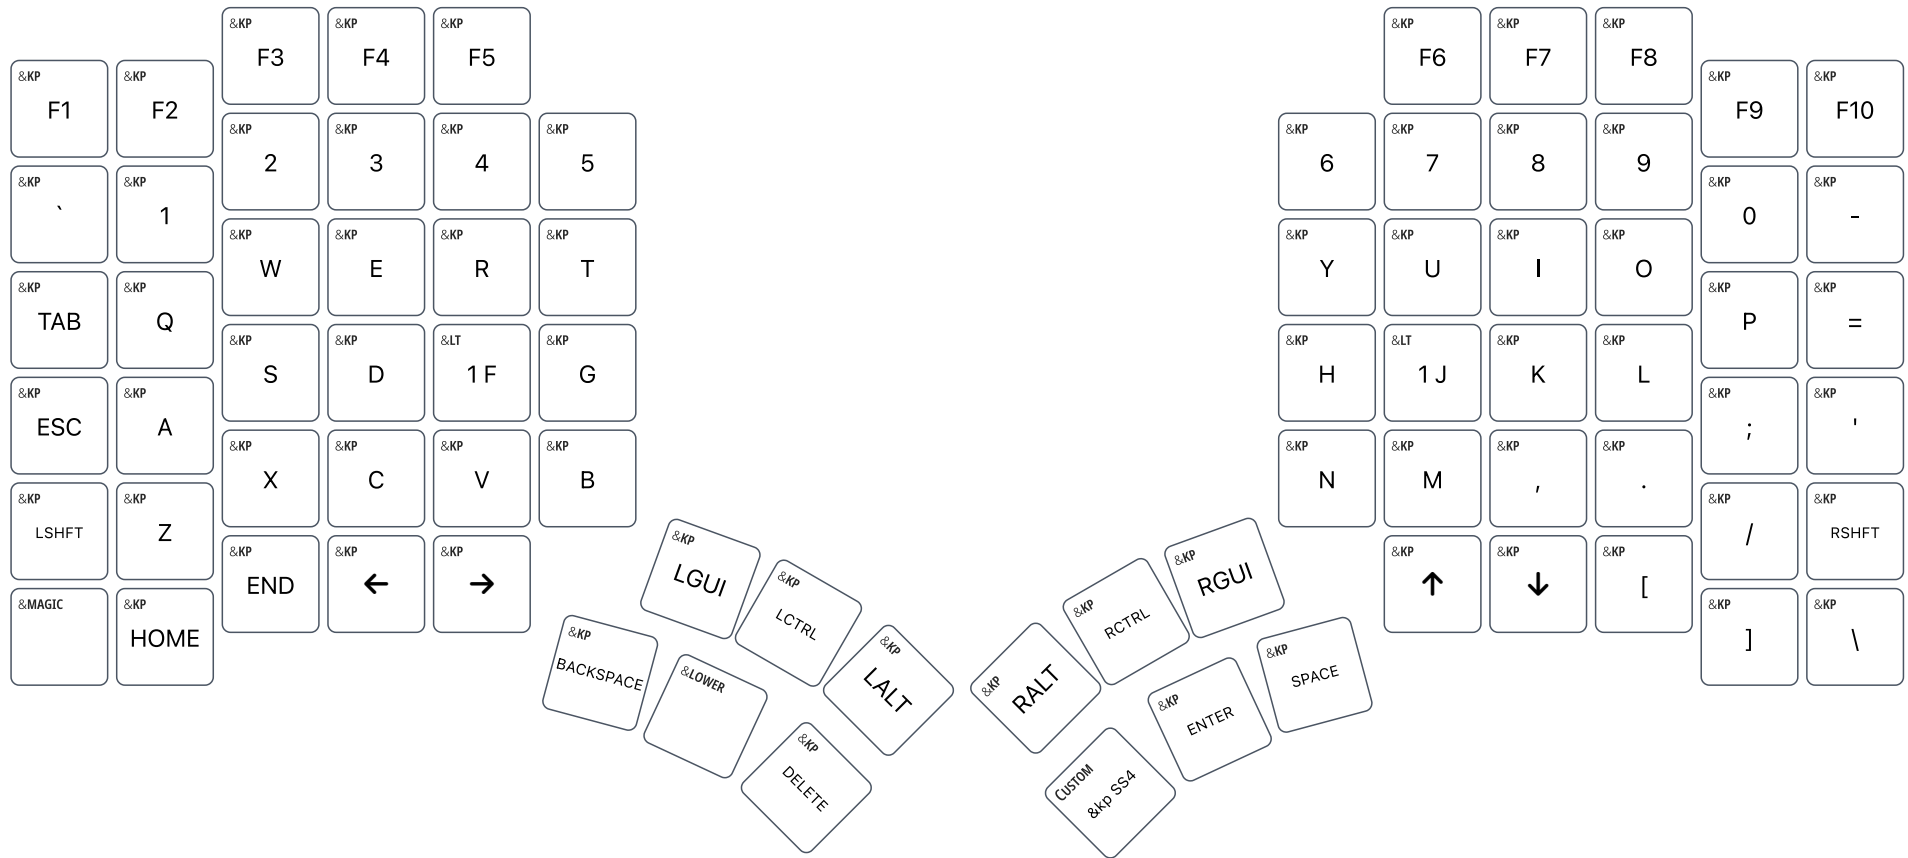 &KP &KP &KP &KP &KP &KP
F3 F4 F5 F6 F7 F8
&KP &KP &KP &KP
F1 F2 F9 F10
&KP &KP &KP &KP &KP &KP &KP &KP
2 3 4 5 6 7 8 9
&KP &KP &KP &KP
` 1 0 -
&KP &KP &KP &KP &KP &KP &KP &KP
W E R T Y U I O
&KP &KP &KP &KP
TAB Q P =
&KP &KP &LT &KP &KP &LT &KP &KP
S D 1 F G H 1 J K L
&KP &KP &KP &KP
ESC A ; '
&KP &KP &KP &KP &KP &KP &KP &KP
X C V B N M , .
&KP &KP &KP &KP
LSHFT Z / RSHFT
&KP &KP &KP &KP &KP &KP
END ← → ↑ ↓ [
&MAGIC &KP &KP &KP
HOME ] \
&KP &KP &KP &KP &KP &KP
LGUI LCTRL LALT RALT RCTRL RGUI
&KP &LOWER &KP CUSTOM &KP &KP
BACKSPACE DELETE &kp SS4 ENTER SPACE